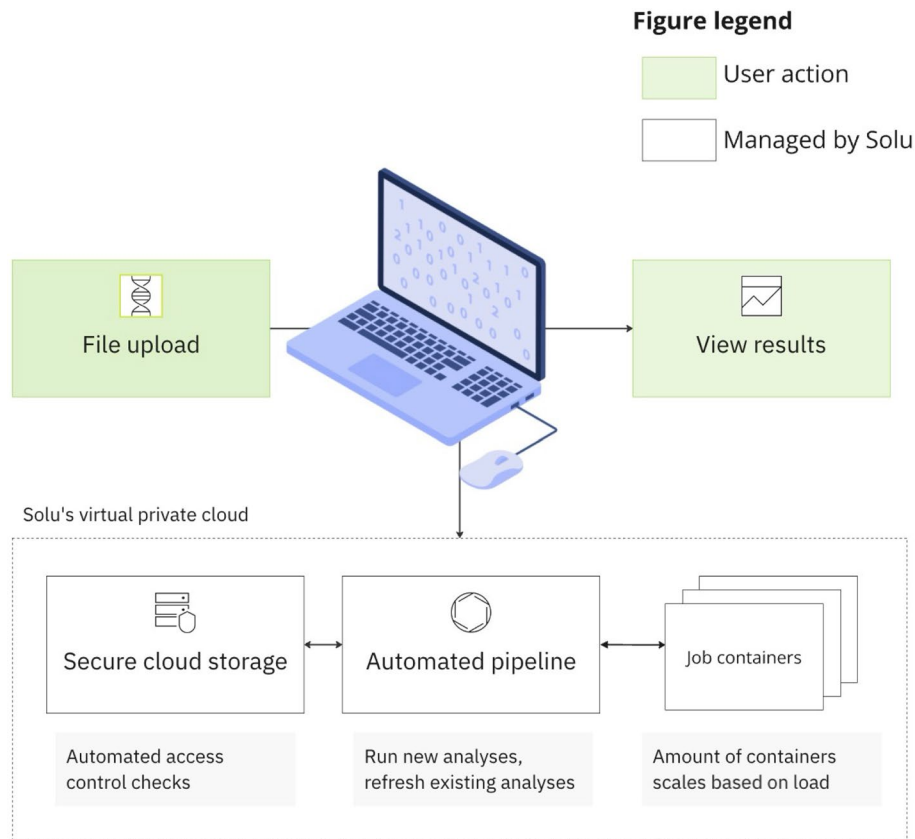 Figure legend
User action
Managed by Solu
File upload
View results
Solu's virtual private cloud
Secure cloud storage
Automated pipeline
Job containers
Automated access
control checks
Run new analyses,
refresh existing analyses
Amount of containers
scales based on load